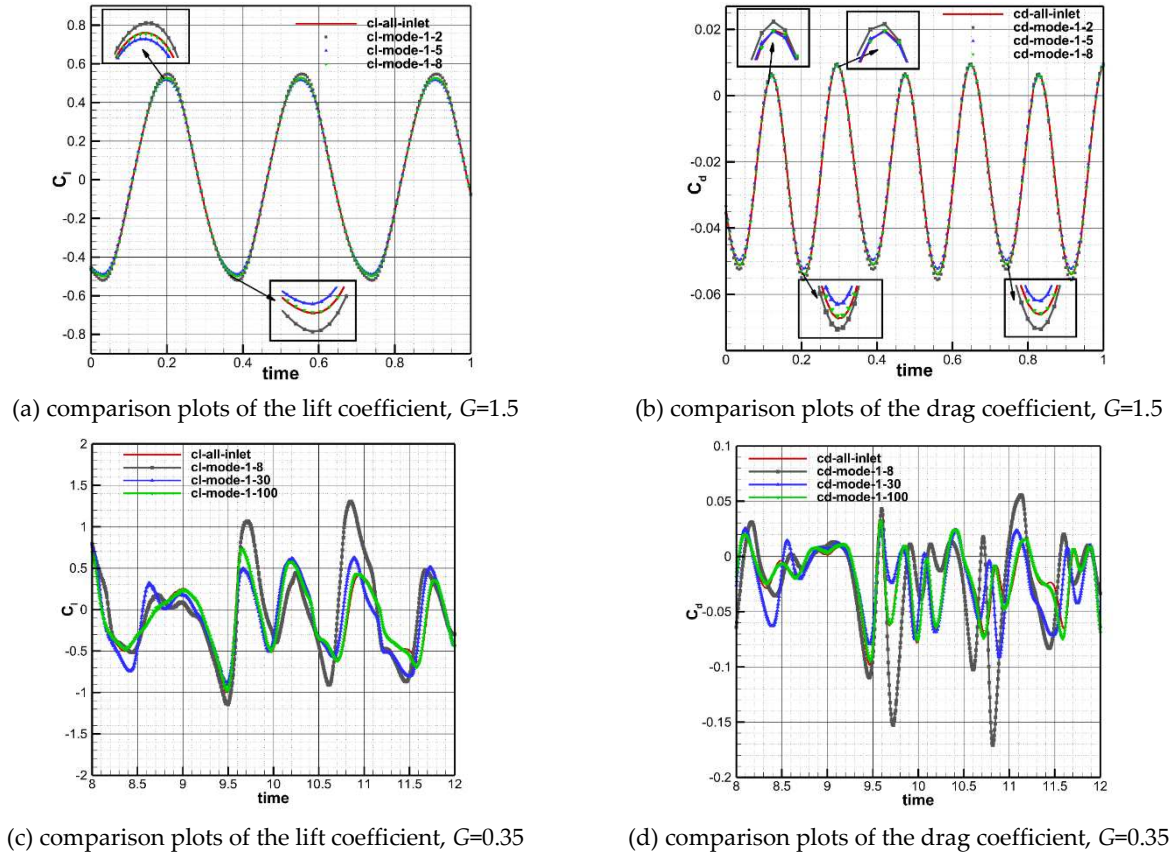 0.8
0.6
0.4
0.2
0
-0.2
-0.4
-0.6
-0.8
Cl
cl-all-inlet
cl-mode-1-2
cl-mode-1-5
cl-mode-1-8
0 0.2 0.4 0.6 0.8 1
time
(a) comparison plots of the lift coefficient, G=1.5
0.02
0
-0.02
-0.04
-0.06
Cd
cd-all-inlet
cd-mode-1-2
cd-mode-1-5
cd-mode-1-8
0 0.2 0.4 0.6 0.8 1
time
(b) comparison plots of the drag coefficient, G=1.5
2
1.5
1
0.5
0
-0.5
-1
-1.5
-2
Cl
cl-all-inlet
cl-mode-1-8
cl-mode-1-30
cl-mode-1-100
8 8.5 9 9.5 10 10.5 11 11.5 12
time
(c) comparison plots of the lift coefficient, G=0.35
0.1
0.05
0
-0.05
-0.1
-0.15
-0.2
Cd
cd-all-inlet
cd-mode-1-8
cd-mode-1-30
cd-mode-1-100
8 8.5 9 9.5 10 10.5 11 11.5 12
time
(d) comparison plots of the drag coefficient, G=0.35